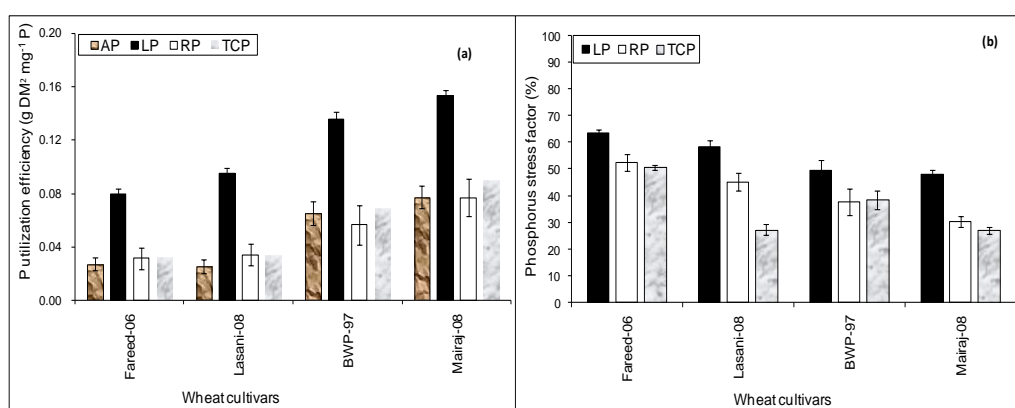 AP LP RP TCP
(a)
P utilization efficiency (g DM² mg⁻¹ P)
0.20
0.16
0.12
0.08
0.04
0.00
Fareed-06
Lasani-08
BWP-97
Mairaj-08
Wheat cultivars
LP RP TCP
(b)
Phosphorus stress factor (%)
100
90
80
70
60
50
40
30
20
10
0
Fareed-06
Lasani-08
BWP-97
Mairaj-08
Wheat cultivars